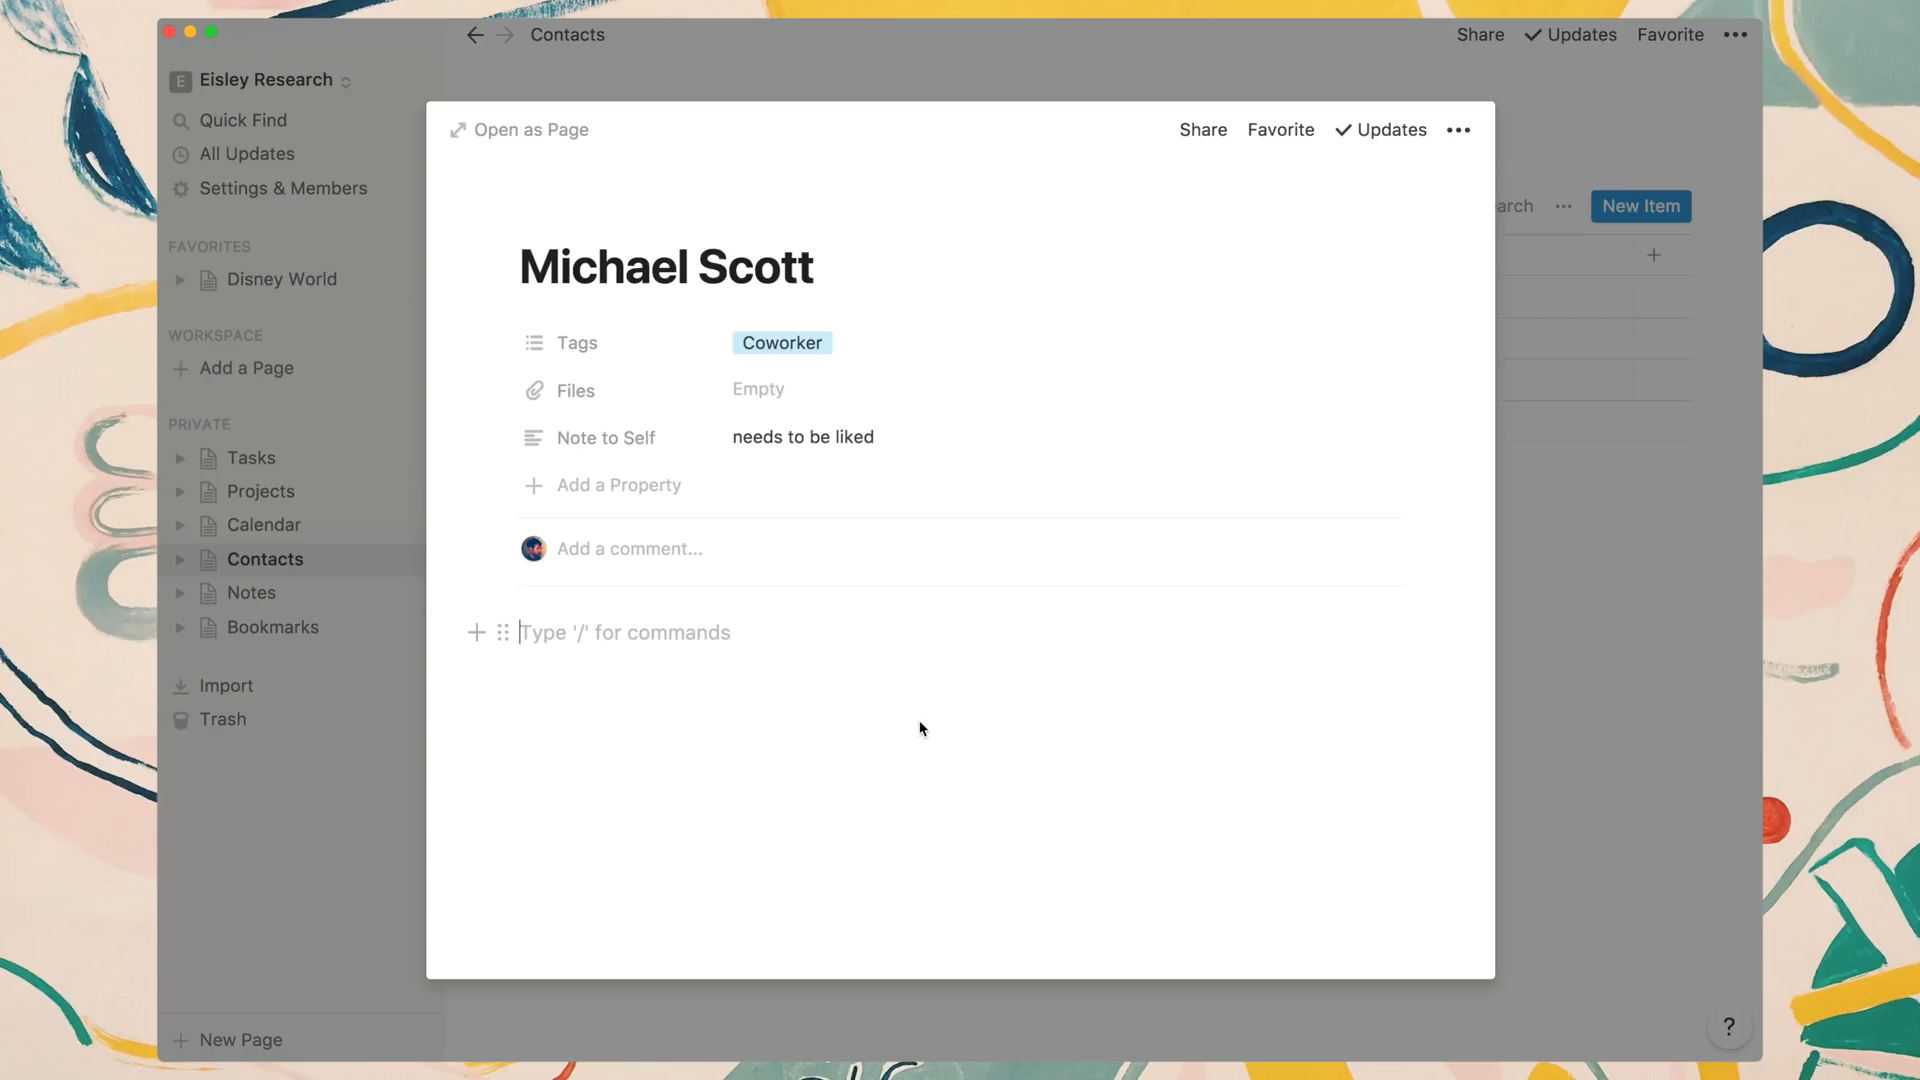 Contacts
Share
Updates
Favorite
E
Eisley Research
Quick Find
All Updates
Settings & Members
FAVORITES
Disney World
WORKSPACE
Add a Page
PRIVATE
Tasks
Projects
Calendar
Contacts
Notes
Bookmarks
Import
Trash
New Page
Open as Page
Share
Favorite
Updates
Michael Scott
Tags
Coworker
Files
Empty
Note to Self
needs to be liked
Add a Property
Add a comment...
Type '/' for commands
New Item
?